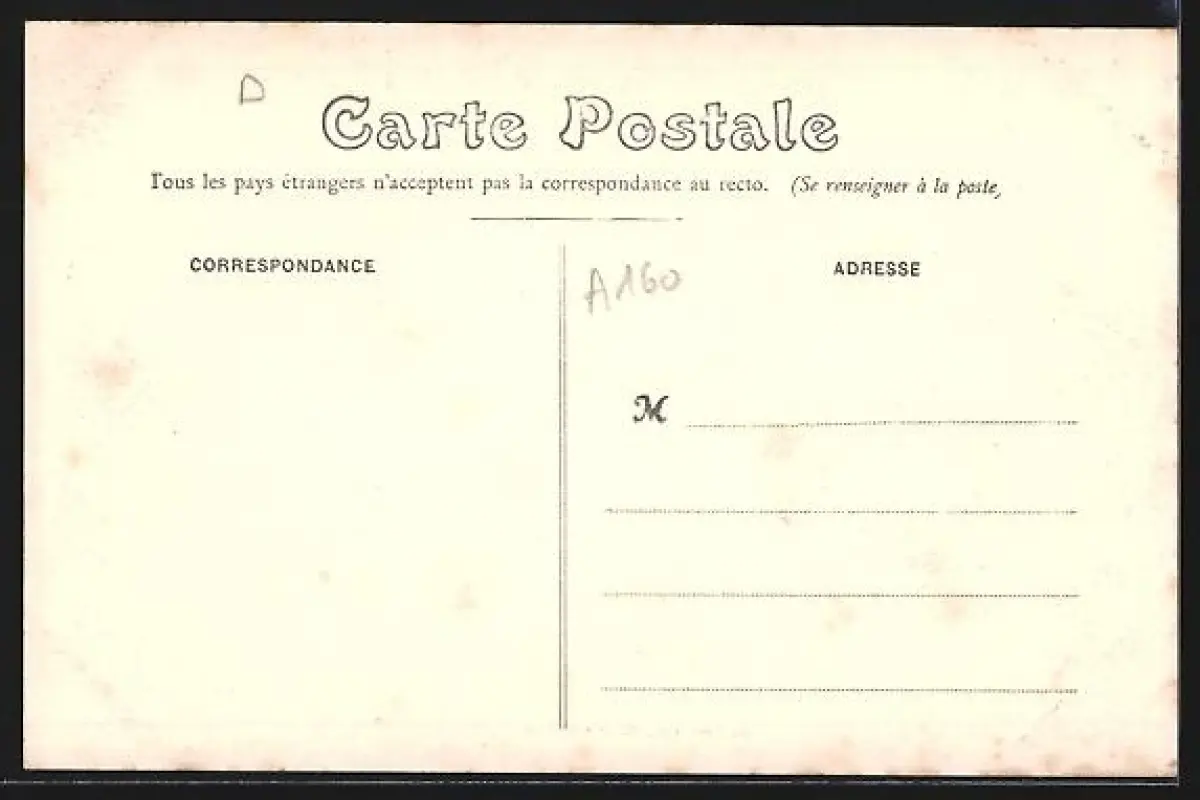 D
Carte Postale
Tous les pays étrangers n'acceptent pas la correspondance au recto. (Se renseigner à la poste)
CORRESPONDANCE
A160
ADRESSE
M